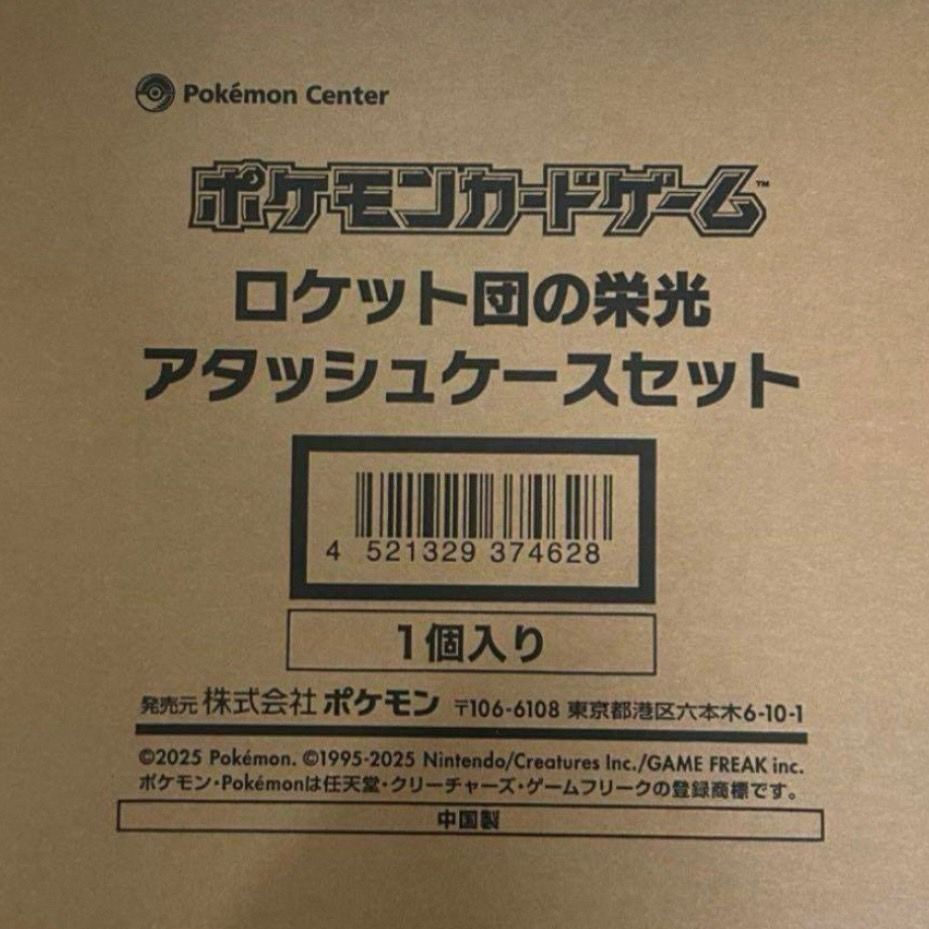 Pokémon Center
ポケモンカードゲーム™
ロケット団の栄光
アタッシュケースセット
4 521329 374628
1個入り
発売元 株式会社 ポケモン 〒106-6108 東京都港区六本木6-10-1
©2025 Pokémon. ©1995-2025 Nintendo/Creatures Inc./GAME FREAK inc.
ポケモン・Pokémonは任天堂・クリーチャーズ・ゲームフリークの登録商標です。
中国製